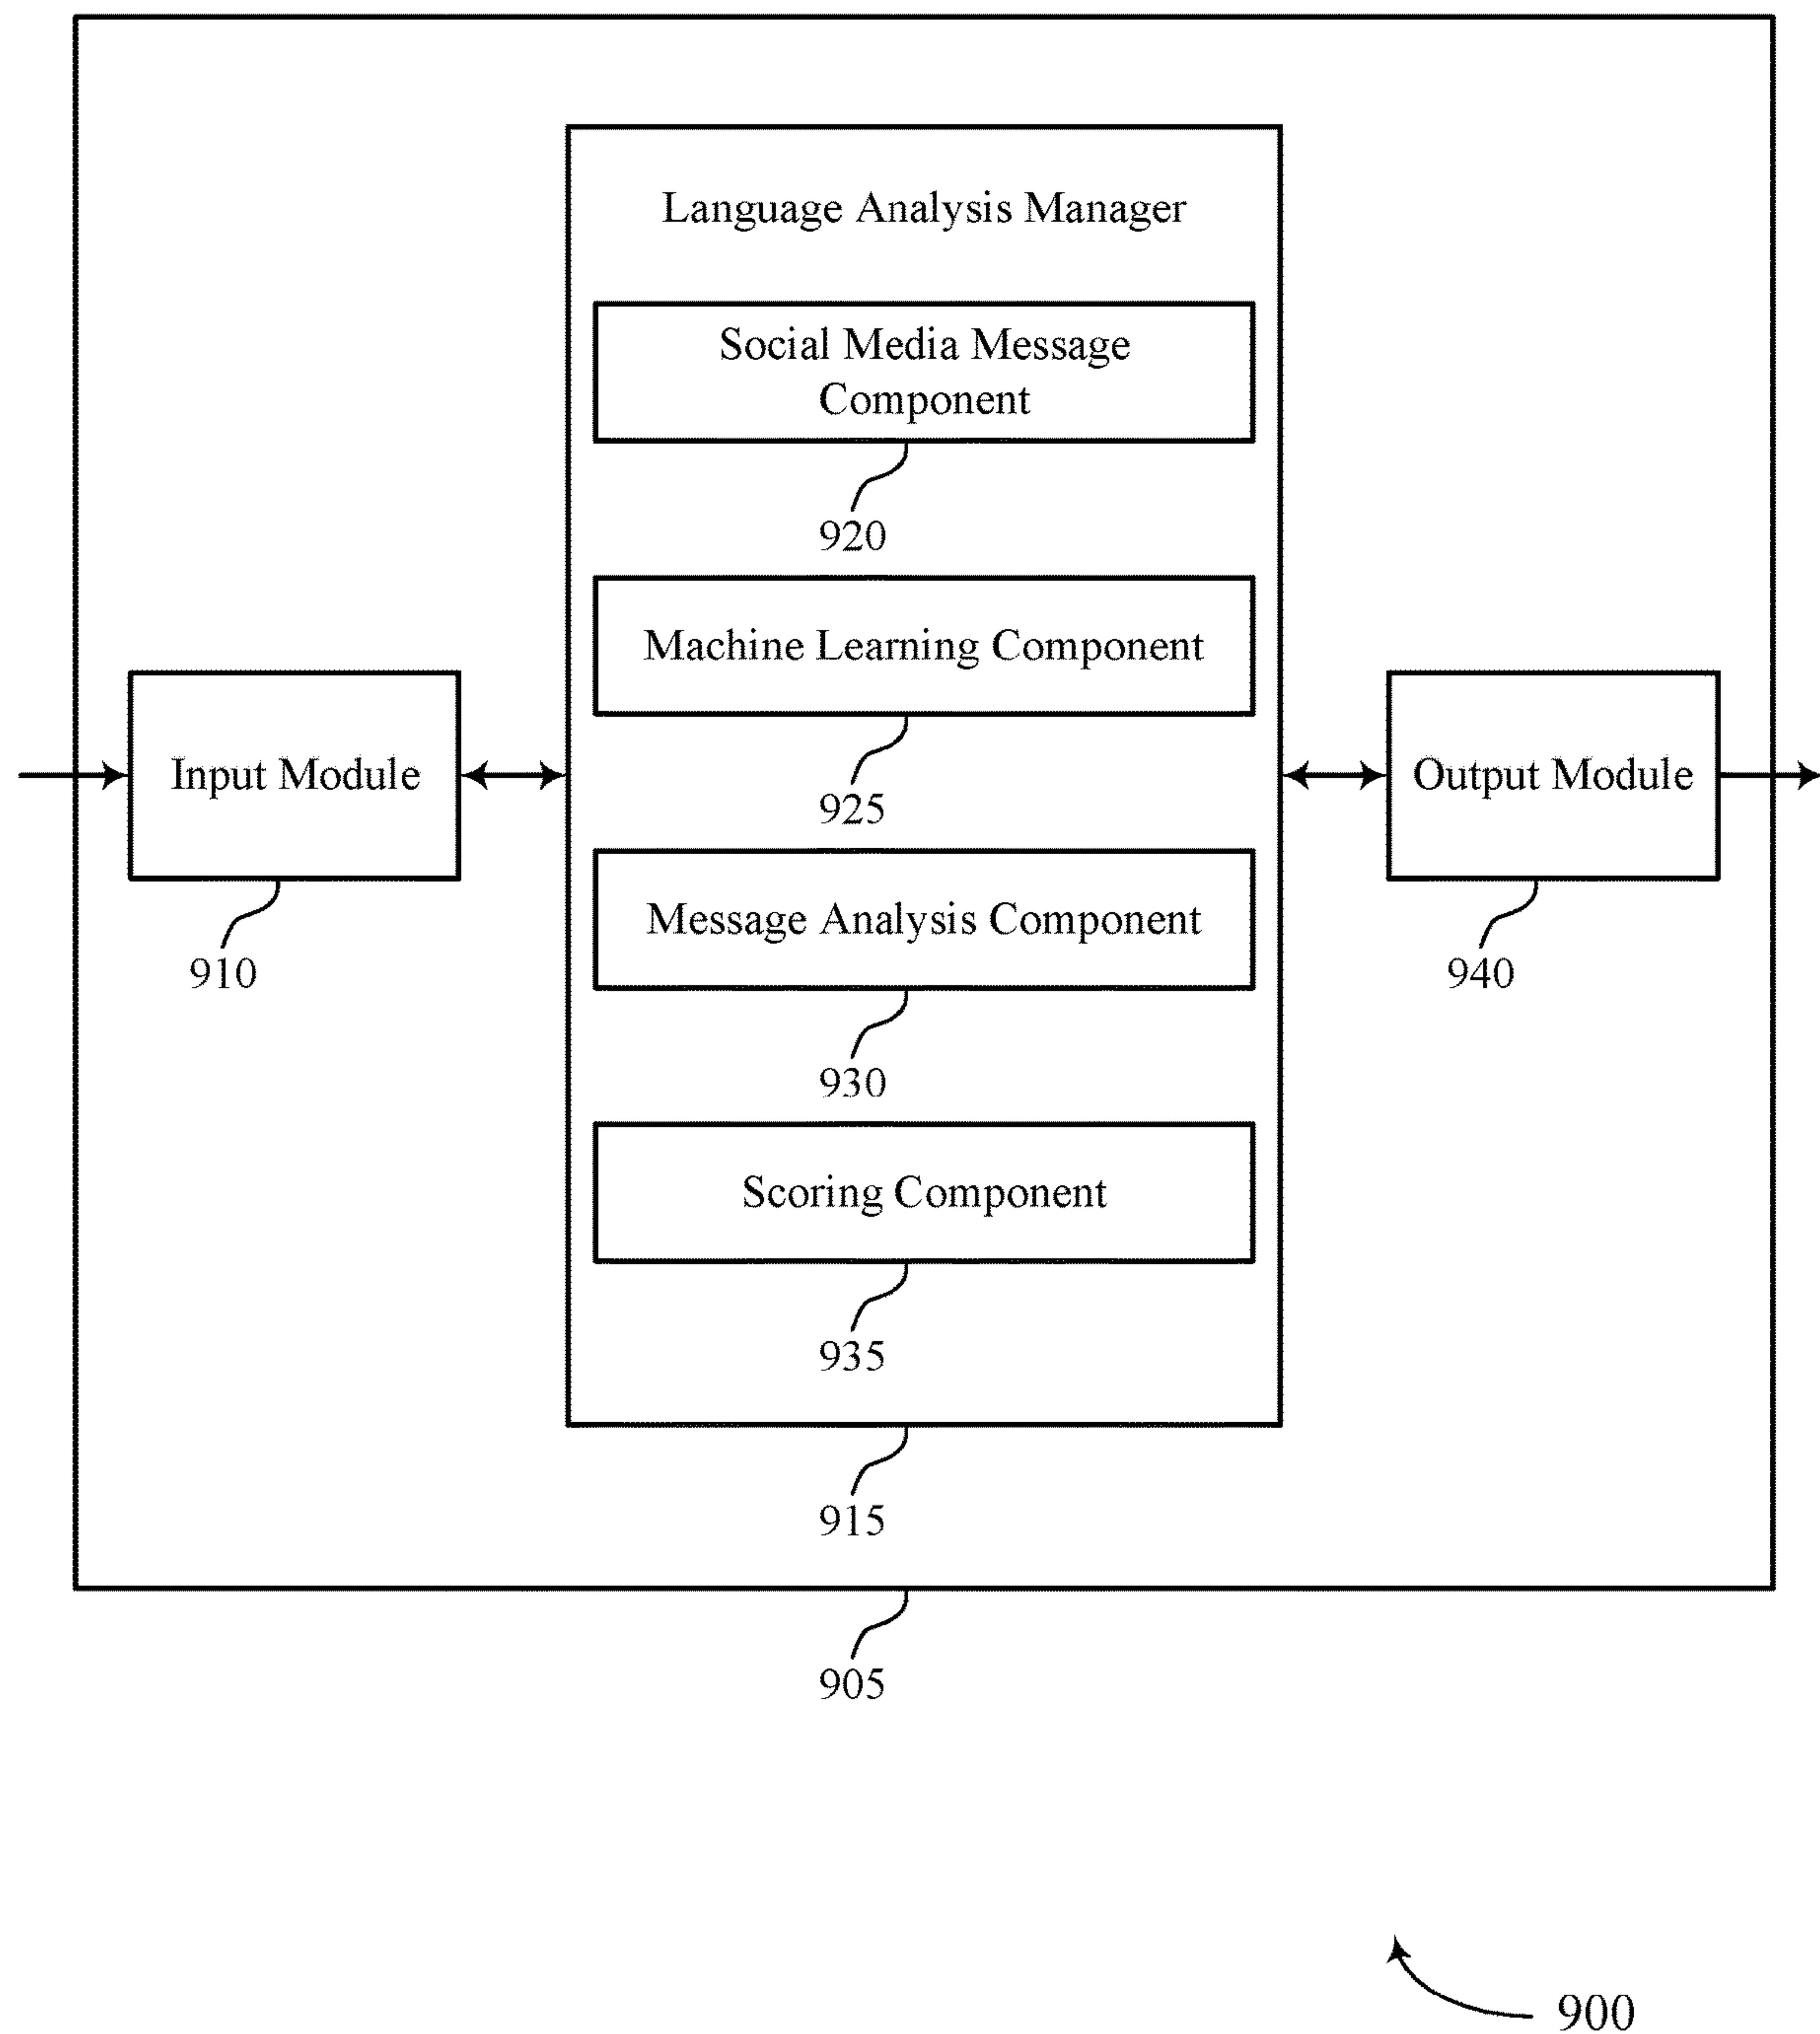 Language Analysis Manager
Social Media Message
Component
920
Machine Learning Component
925
Input Module
910
Output Module
940
Message Analysis Component
930
Scoring Component
935
915
905
900